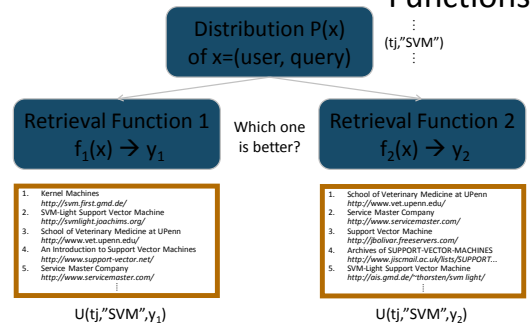 Functions
Distribution P(x)
of x=(user, query)
⋮
(tj,"SVM")
⋮
Retrieval Function 1
f₁(x) → y₁
Which one
is better?
Retrieval Function 2
f₂(x) → y₂
1. Kernel Machines
http://svm.first.gmd.de/
2. SVM-Light Support Vector Machine
http://svmlight.joachims.org/
3. School of Veterinary Medicine at UPenn
http://www.vet.upenn.edu/
4. An Introduction to Support Vector Machines
http://www.support-vector.net/
5. Service Master Company
http://www.servicemaster.com/
⋮
1. School of Veterinary Medicine at UPenn
http://www.vet.upenn.edu/
2. Service Master Company
http://www.servicemaster.com/
3. Support Vector Machine
http://jbolivar.freeservers.com/
4. Archives of SUPPORT-VECTOR-MACHINES
http://www.jiscmail.ac.uk/lists/SUPPORT...
5. SVM-Light Support Vector Machine
http://ais.gmd.de/~thorsten/svm light/
⋮
U(tj,"SVM",y₁)
U(tj,"SVM",y₂)